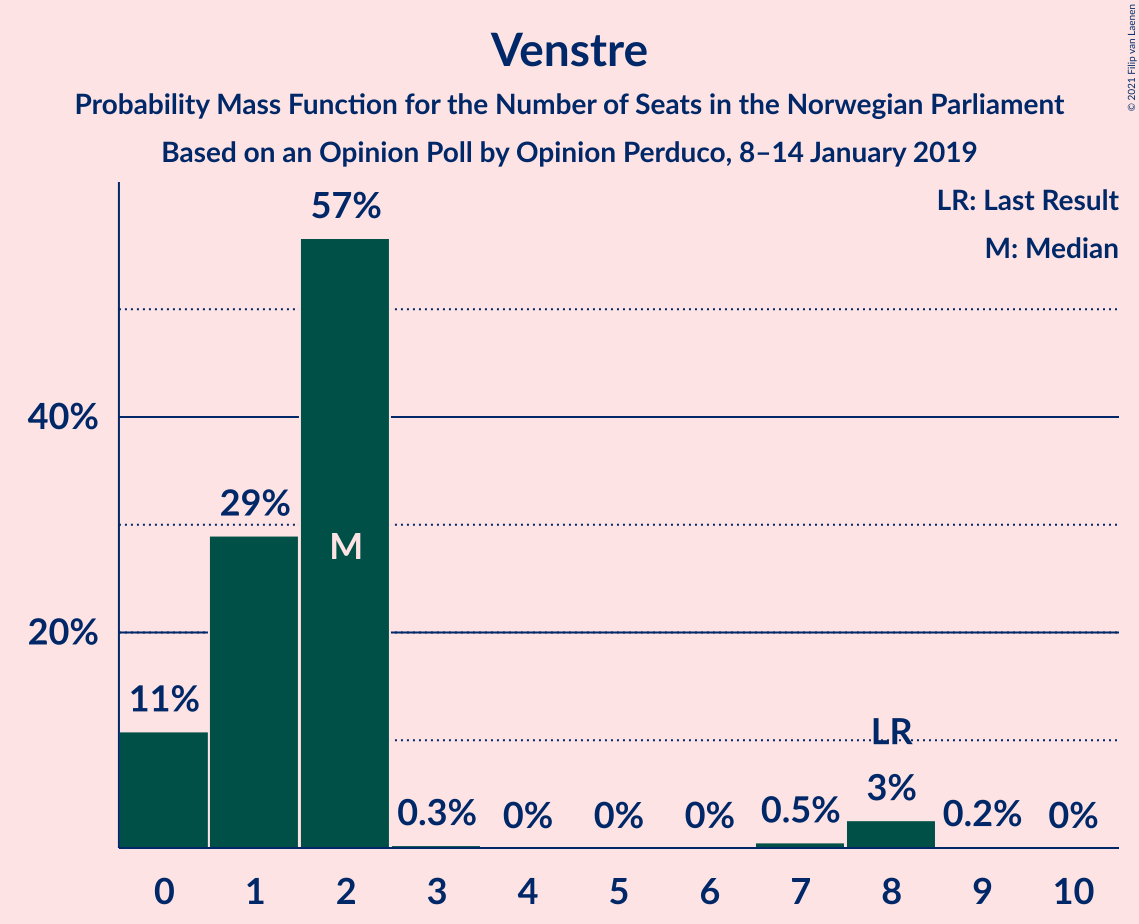 Venstre
Probability Mass Function for the Number of Seats in the Norwegian Parliament
Based on an Opinion Poll by Opinion Perduco, 8–14 January 2019
© 2021 Filip van Laenen
LR: Last Result
M: Median
57%
40%
29%
M
20%
11%
LR
3%
0.3%
0%
0%
0%
0.5%
0.2%
0%
0 1 2 3 4 5 6 7 8 9 10